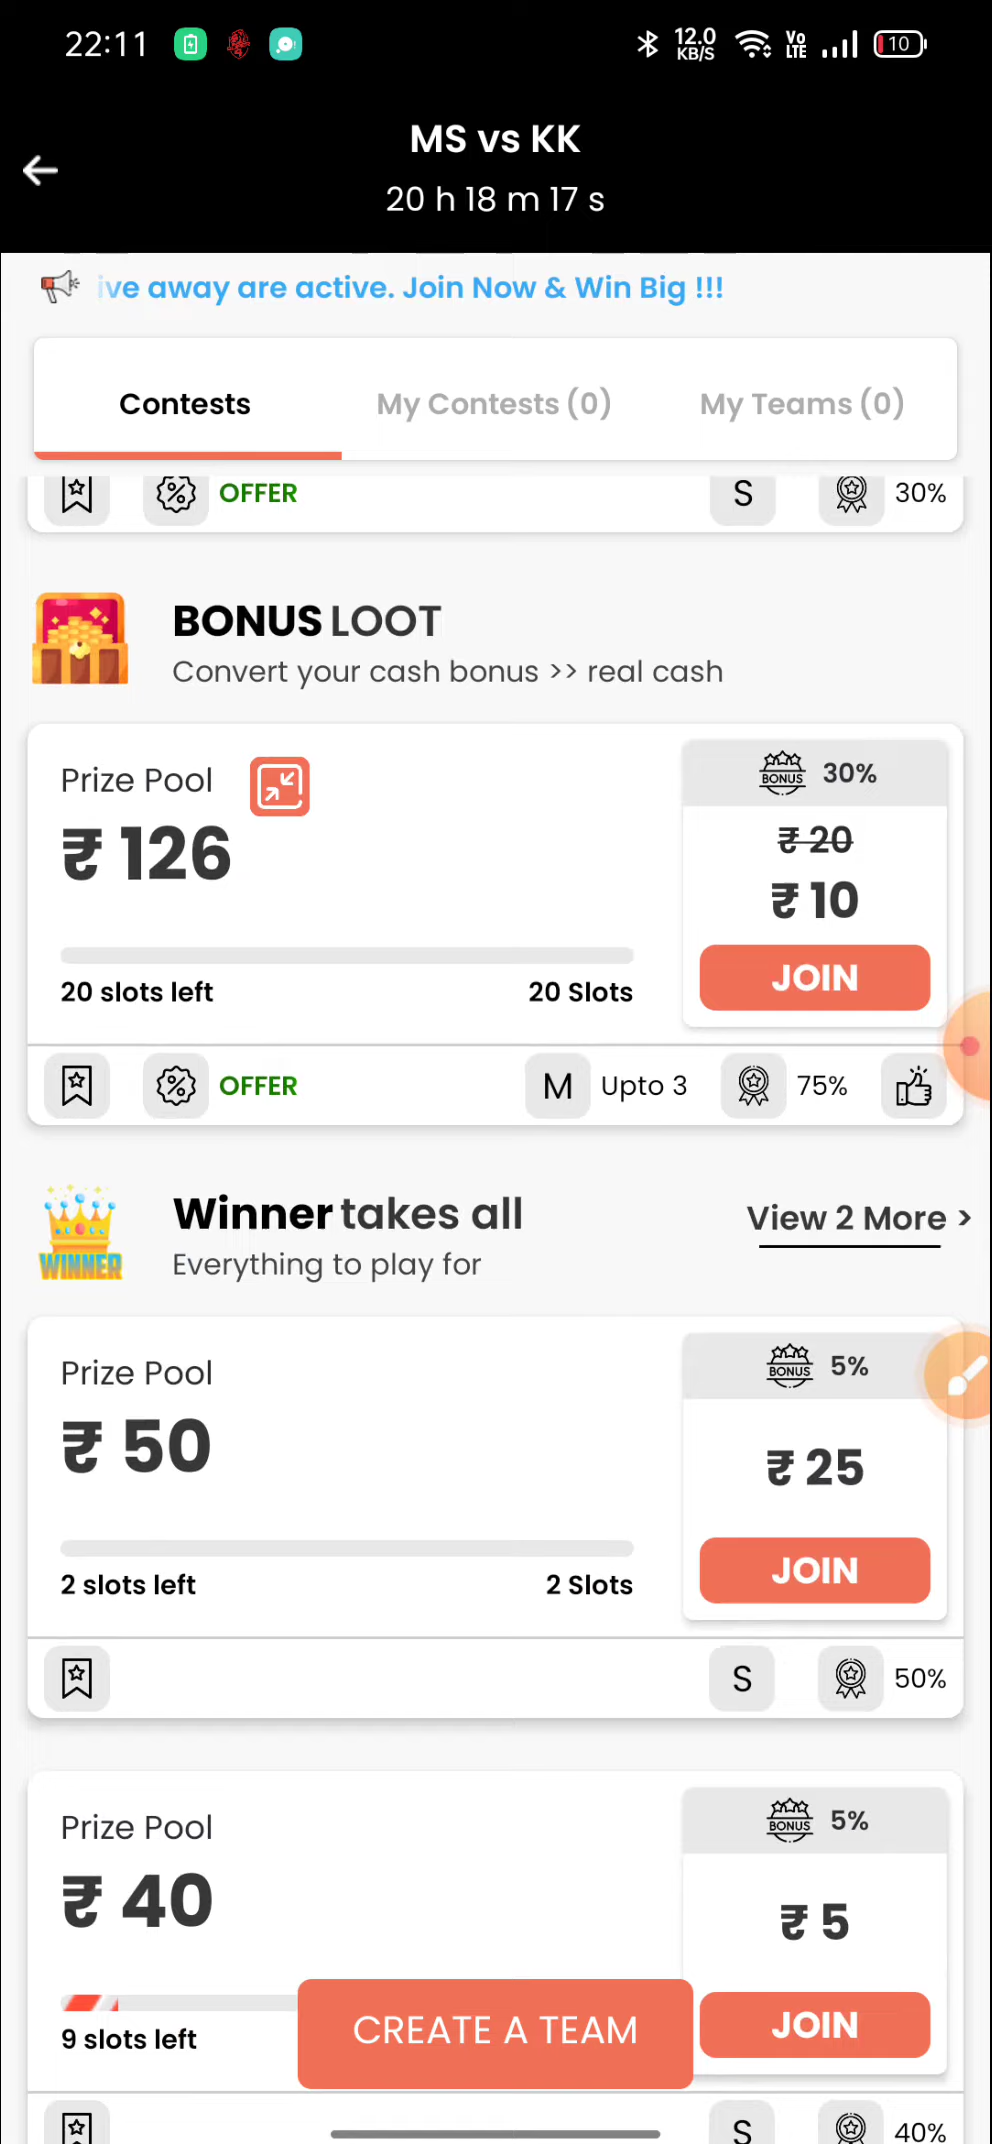 22:11
12.0 KB/S
Vo LTE
10
MS vs KK
20 h 18 m 17 s
ive away are active. Join Now & Win Big !!!
Contests
My Contests (0)
My Teams (0)
OFFER
S
30%
BONUS LOOT
Convert your cash bonus >> real cash
Prize Pool
₹ 126
BONUS
30%
₹ 20
₹ 10
JOIN
20 slots left
20 Slots
OFFER
M
Upto 3
75%
Winner takes all
WINNER
Everything to play for
View 2 More >
Prize Pool
₹ 50
BONUS
5%
₹ 25
JOIN
2 slots left
2 Slots
S
50%
Prize Pool
₹ 40
BONUS
5%
₹ 5
JOIN
9 slots left
CREATE A TEAM
S
40%